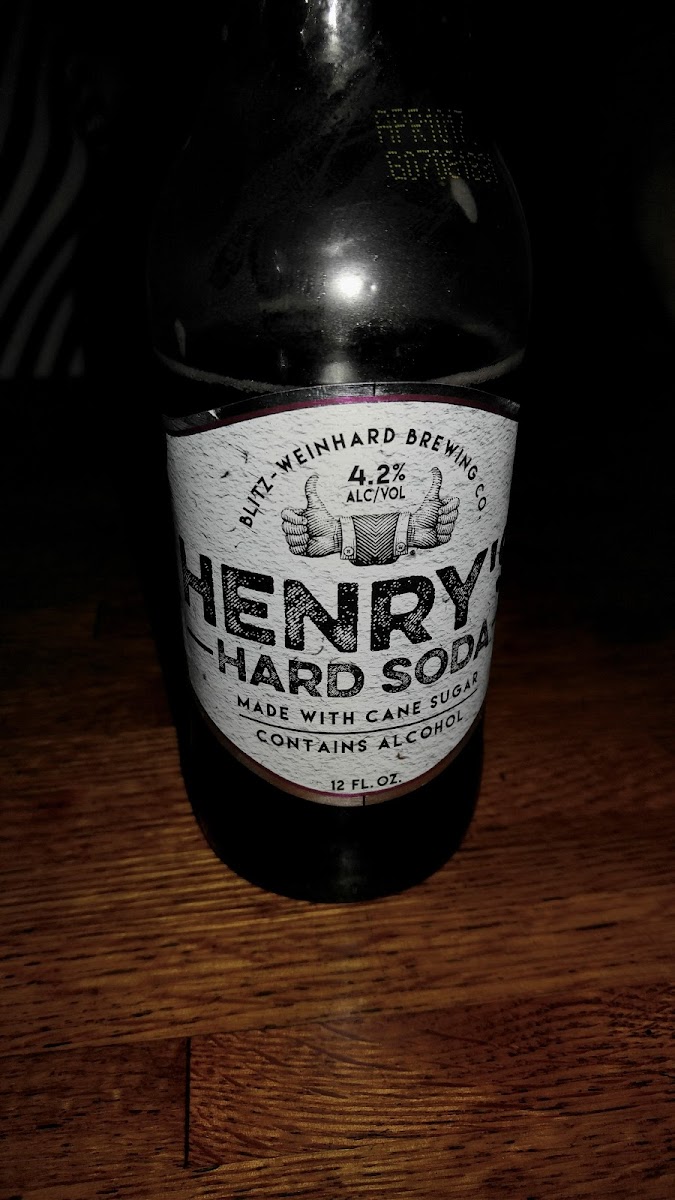 APR1017
BLITZ-WEINHARD BREWING CO.
4.2%
ALC/VOL
HENRY'S
HARD SODA
MADE WITH CANE SUGAR
CONTAINS ALCOHOL
12 FL. OZ.